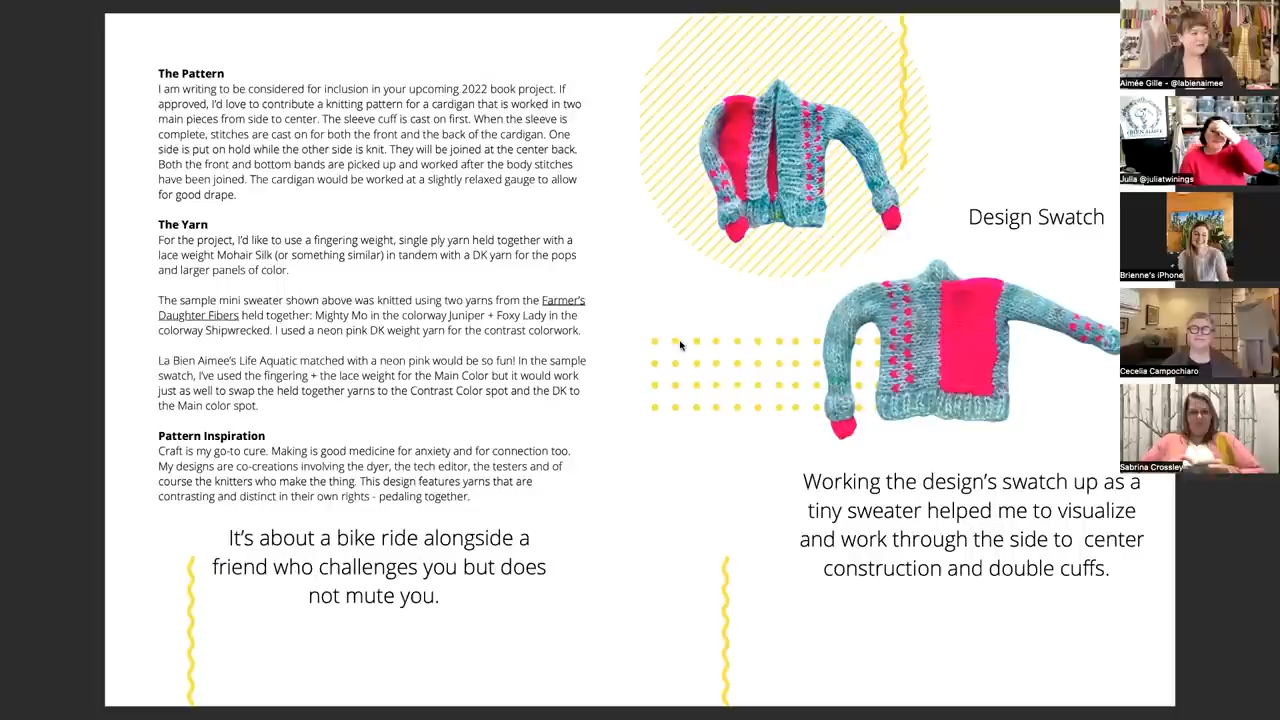 The Pattern
I am writing to be considered for inclusion in your upcoming 2022 book project. If
approved, I'd love to contribute a knitting pattern for a cardigan that is worked in two
main pieces from side to center. The sleeve cuff is cast on first. When the sleeve is
complete, stitches are cast on for both the front and the back of the cardigan. One
side is put on hold while the other side is knit. They will be joined at the center back.
Both the front and bottom bands are picked up and worked after the body stitches
have been joined. The cardigan would be worked at a slightly relaxed gauge to allow
for good drape.
The Yarn
For the project, I'd like to use a fingering weight, single ply yarn held together with a
lace weight Mohair Silk (or something similar) in tandem with a DK yarn for the pops
and larger panels of color.
The sample mini sweater shown above was knitted using two yarns from the Farmer's
Daughter Fibers held together: Mighty Mo in the colorway Juniper + Foxy Lady in the
colorway Shipwrecked. I used a neon pink DK weight yarn for the contrast colorwork.
La Bien Aimee's Life Aquatic matched with a neon pink would be so fun! In the sample
swatch, I've used the fingering + the lace weight for the Main Color but it would work
just as well to swap the held together yarns to the Contrast Color spot and the DK to
the Main color spot.
Pattern Inspiration
Craft is my go-to cure. Making is good medicine for anxiety and for connection too.
My designs are co-creations involving the dyer, the tech editor, the testers and of
course the knitters who make the thing. This design features yarns that are
contrasting and distinct in their own rights - pedaling together.
It's about a bike ride alongside a
friend who challenges you but does
not mute you.
Design Swatch
Working the design's swatch up as a
tiny sweater helped me to visualize
and work through the side to center
construction and double cuffs.
Aimée Gille - @labienaimee
Julia @juliatwinings
Brienne's iPhone
Cecelia Campochiaro
Sabrina Crossley